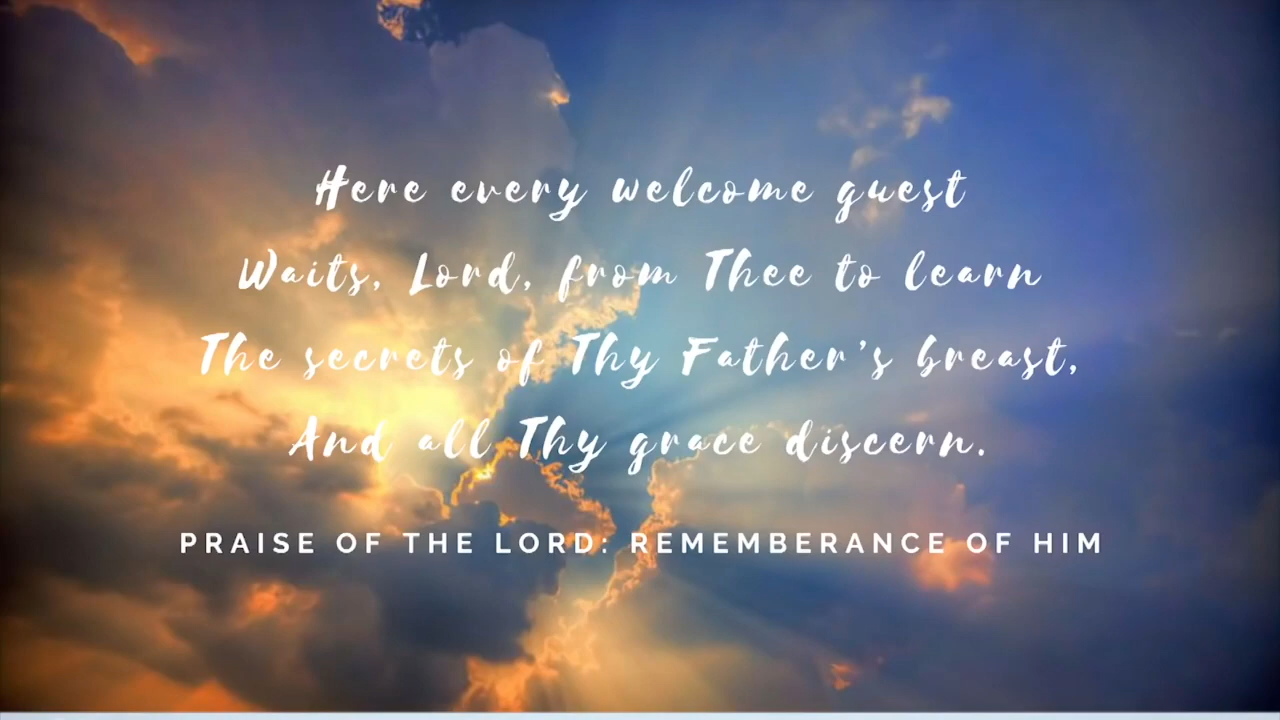 Here every welcome guest
Waits, Lord, from Thee to learn
The secrets of Thy Father's breast,
And all Thy grace discern.
PRAISE OF THE LORD: REMEMBERANCE OF HIM